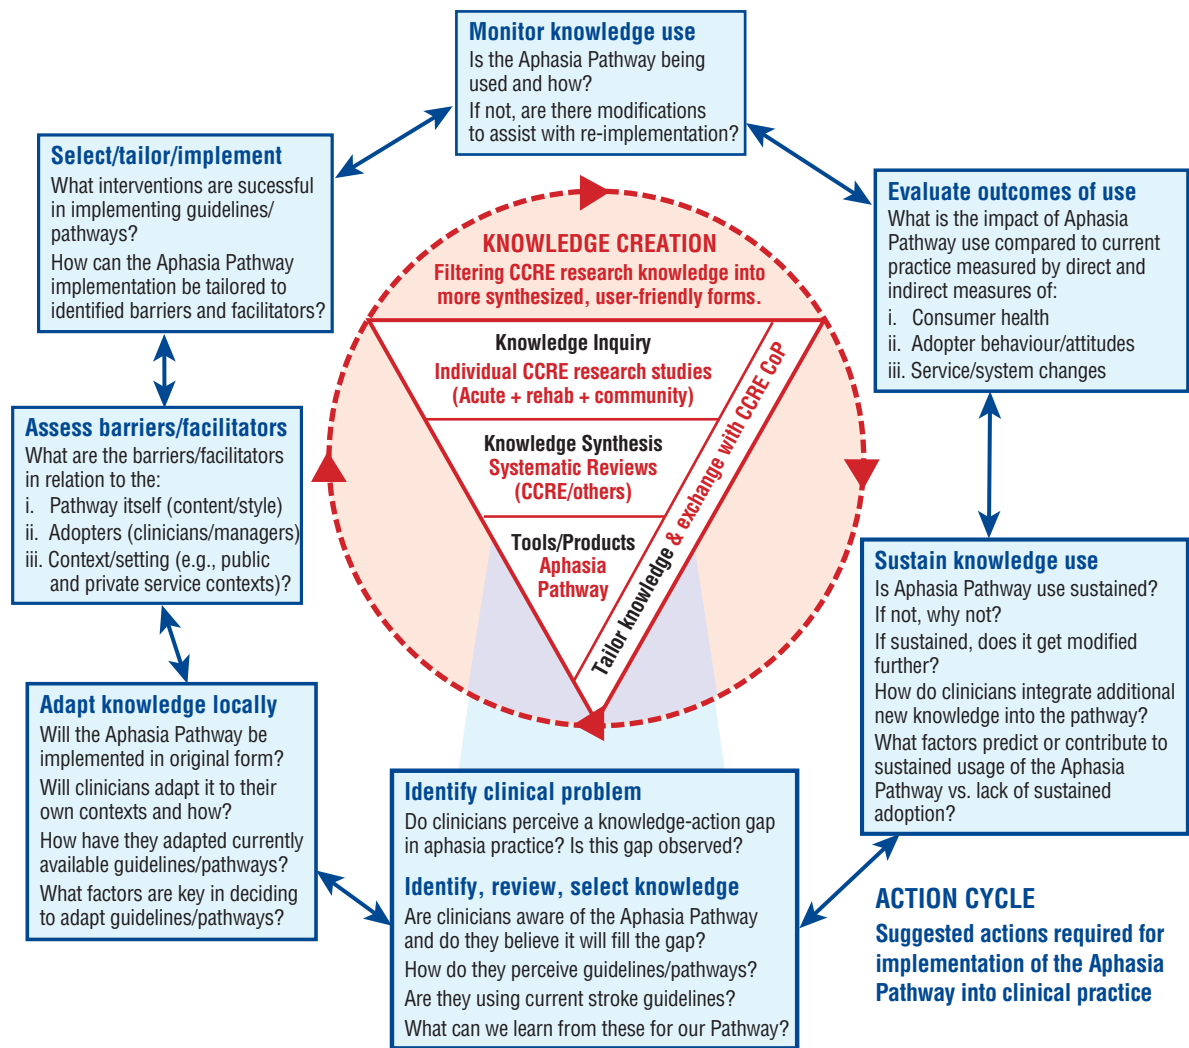 Monitor knowledge use
Is the Aphasia Pathway being
used and how?
If not, are there modifications
to assist with re-implementation?
Select/tailor/implement
What interventions are sucessful
in implementing guidelines/
pathways?
How can the Aphasia Pathway
implementation be tailored to
identified barriers and facilitators?
Evaluate outcomes of use
What is the impact of Aphasia
Pathway use compared to current
practice measured by direct and
indirect measures of:
i. Consumer health
ii. Adopter behaviour/attitudes
iii. Service/system changes
KNOWLEDGE CREATION
Filtering CCRE research knowledge into
more synthesized, user-friendly forms.
Knowledge Inquiry
Individual CCRE research studies
(Acute + rehab + community)
Knowledge Synthesis
Systematic Reviews
(CCRE/others)
Tools/Products
Aphasia
Pathway
Tailor knowledge & exchange with CCRE CoP
Assess barriers/facilitators
What are the barriers/facilitators
in relation to the:
i. Pathway itself (content/style)
ii. Adopters (clinicians/managers)
iii. Context/setting (e.g., public
and private service contexts)?
Sustain knowledge use
Is Aphasia Pathway use sustained?
If not, why not?
If sustained, does it get modified
further?
How do clinicians integrate additional
new knowledge into the pathway?
What factors predict or contribute to
sustained usage of the Aphasia
Pathway vs. lack of sustained
adoption?
Adapt knowledge locally
Will the Aphasia Pathway be
implemented in original form?
Will clinicians adapt it to their
own contexts and how?
How have they adapted currently
available guidelines/pathways?
What factors are key in deciding
to adapt guidelines/pathways?
Identify clinical problem
Do clinicians perceive a knowledge-action gap
in aphasia practice? Is this gap observed?
Identify, review, select knowledge
Are clinicians aware of the Aphasia Pathway
and do they believe it will fill the gap?
How do they perceive guidelines/pathways?
Are they using current stroke guidelines?
What can we learn from these for our Pathway?
ACTION CYCLE
Suggested actions required for
implementation of the Aphasia
Pathway into clinical practice